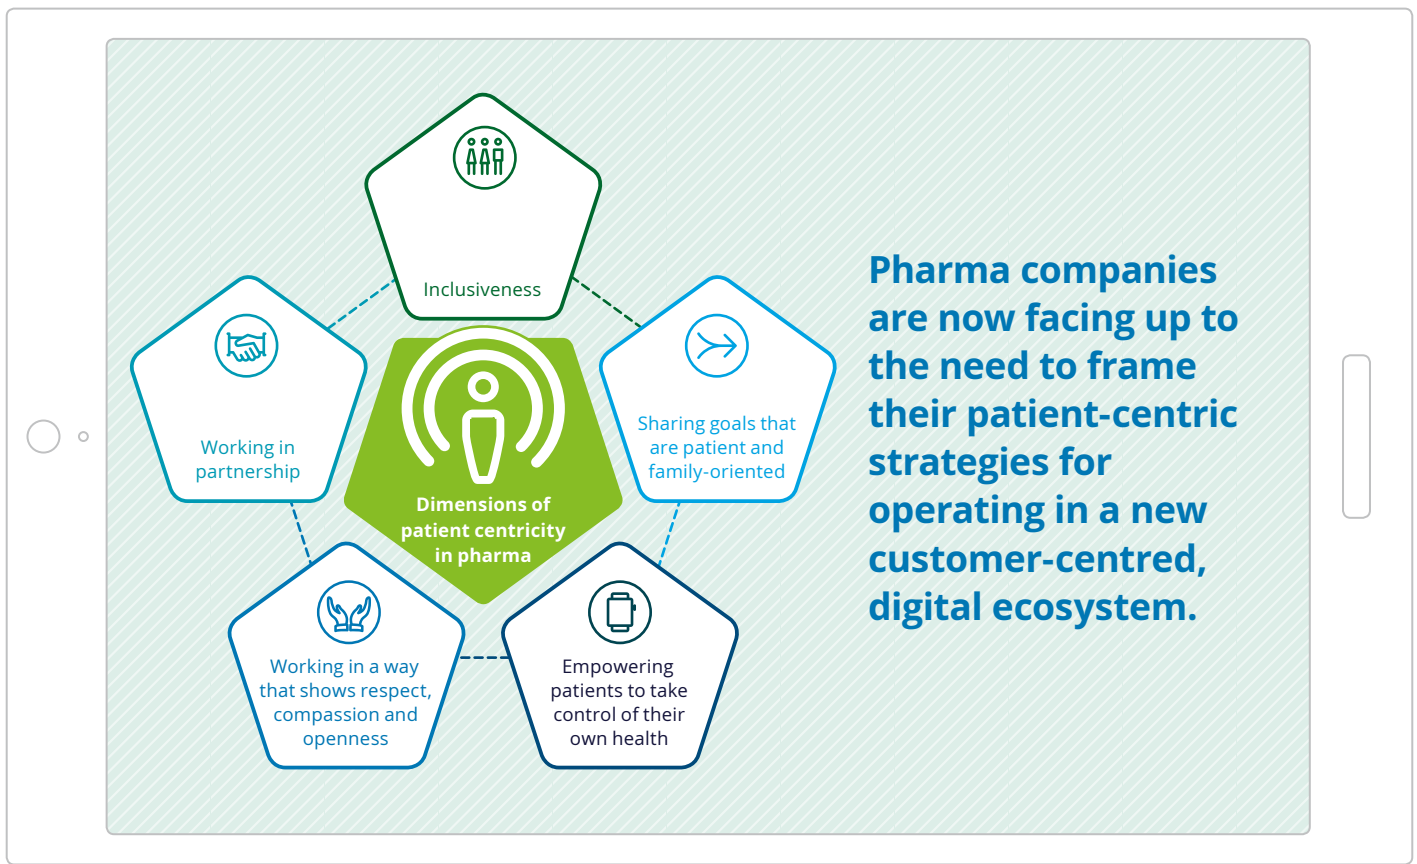 Inclusiveness
Working in
partnership
Sharing goals that
are patient and
family-oriented
Dimensions of
patient centricity
in pharma
Working in a way
that shows respect,
compassion and
openness
Empowering
patients to take
control of their
own health
Pharma companies
are now facing up to
the need to frame
their patient-centric
strategies for
operating in a new
customer-centred,
digital ecosystem.